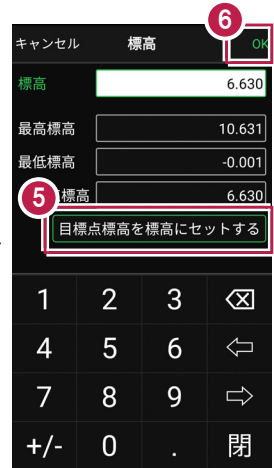 6
キャンセル 標高 OK
標高 6.630
最高標高 10.631
最低標高 -0.001
5 標高 6.630
目標点標高を標高にセットする
1 2 3
4 5 6
7 8 9
+/- 0 . 閉